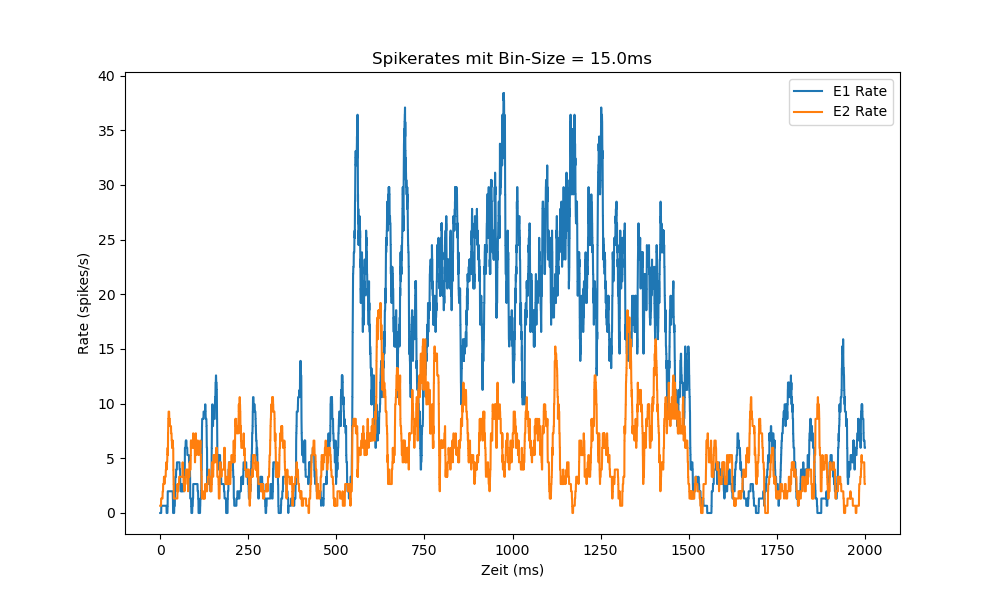 Spikerates mit Bin-Size = 15.0ms
E1 Rate
E2 Rate
Rate (spikes/s)
40
35
30
25
20
15
10
5
0
0 250 500 750 1000 1250 1500 1750 2000
Zeit (ms)